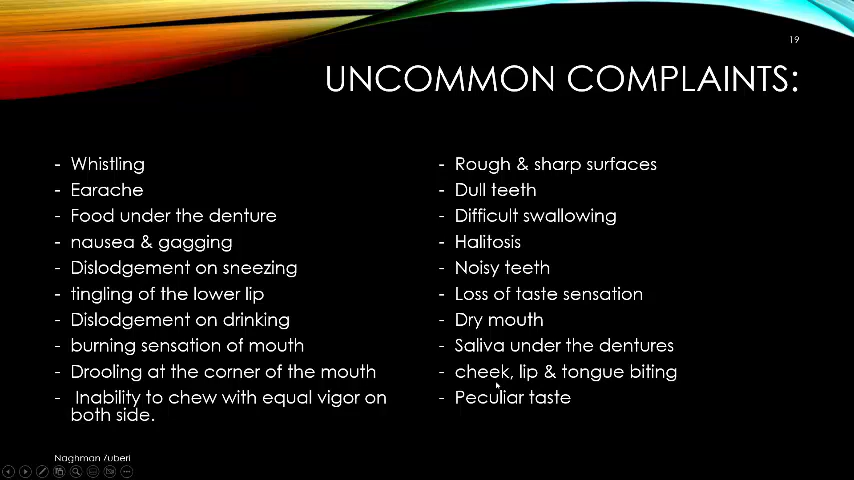 19
UNCOMMON COMPLAINTS:
- Whistling
- Earache
- Food under the denture
- nausea & gagging
- Dislodgement on sneezing
- tingling of the lower lip
- Dislodgement on drinking
- burning sensation of mouth
- Drooling at the corner of the mouth
- Inability to chew with equal vigor on
both side.
- Rough & sharp surfaces
- Dull teeth
- Difficult swallowing
- Halitosis
- Noisy teeth
- Loss of taste sensation
- Dry mouth
- Saliva under the dentures
- cheek, lip & tongue biting
- Peculiar taste
Naghman Zuberi